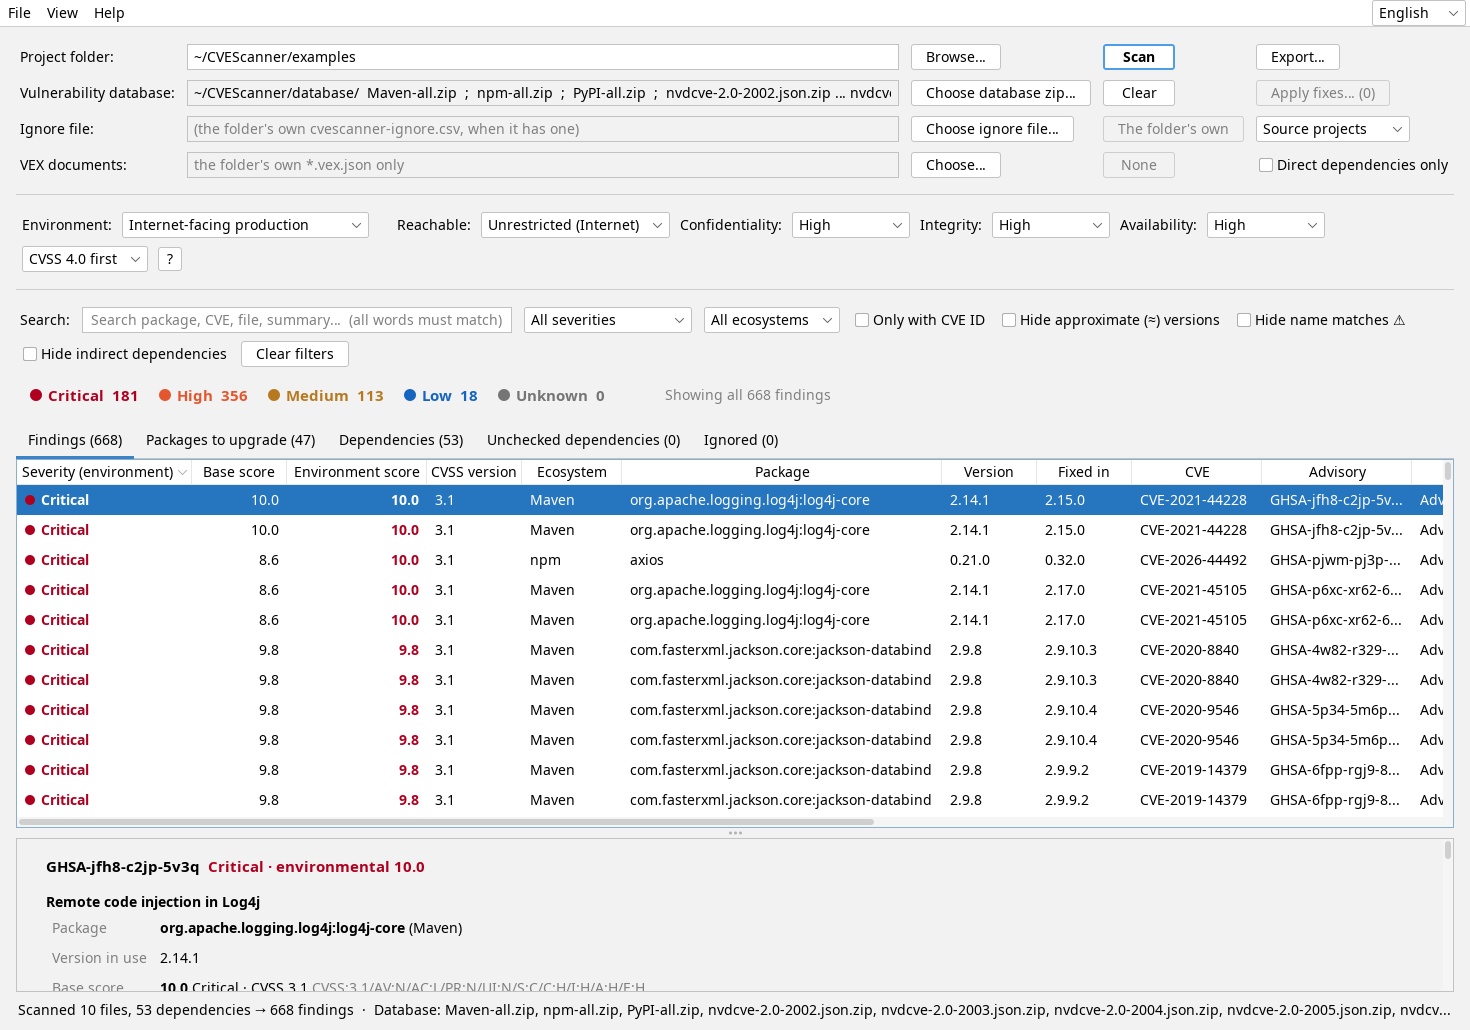 File View Help English
Project folder: ~/CVEScanner/examples Browse... Scan Export...
Vulnerability database: ~/CVEScanner/database/ Maven-all.zip ; npm-all.zip ; PyPI-all.zip ; nvdcve-2.0-2002.json.zip ... nvdcve Choose database zip... Clear Apply fixes... (0)
Ignore file: (the folder's own cvescanner-ignore.csv, when it has one) Choose ignore file... The folder's own Source projects
VEX documents: the folder's own *.vex.json only Choose... None Direct dependencies only
Environment: Internet-facing production Reachable: Unrestricted (Internet) Confidentiality: High Integrity: High Availability: High
CVSS 4.0 first ?
Search: Search package, CVE, file, summary... (all words must match) All severities All ecosystems Only with CVE ID Hide approximate (≈) versions Hide name matches ⚠
Hide indirect dependencies Clear filters
Critical 181 High 356 Medium 113 Low 18 Unknown 0 Showing all 668 findings
Findings (668) Packages to upgrade (47) Dependencies (53) Unchecked dependencies (0) Ignored (0)
Severity (environment) Base score Environment score CVSS version Ecosystem Package Version Fixed in CVE Advisory
Critical 10.0 10.0 3.1 Maven org.apache.logging.log4j:log4j-core 2.14.1 2.15.0 CVE-2021-44228 GHSA-jfh8-c2jp-5v... Adv
Critical 10.0 10.0 3.1 Maven org.apache.logging.log4j:log4j-core 2.14.1 2.15.0 CVE-2021-44228 GHSA-jfh8-c2jp-5v... Adv
Critical 8.6 10.0 3.1 npm axios 0.21.0 0.32.0 CVE-2026-44492 GHSA-pjwm-pj3p-... Adv
Critical 8.6 10.0 3.1 Maven org.apache.logging.log4j:log4j-core 2.14.1 2.17.0 CVE-2021-45105 GHSA-p6xc-xr62-6... Adv
Critical 8.6 10.0 3.1 Maven org.apache.logging.log4j:log4j-core 2.14.1 2.17.0 CVE-2021-45105 GHSA-p6xc-xr62-6... Adv
Critical 9.8 9.8 3.1 Maven com.fasterxml.jackson.core:jackson-databind 2.9.8 2.9.10.3 CVE-2020-8840 GHSA-4w82-r329-... Adv
Critical 9.8 9.8 3.1 Maven com.fasterxml.jackson.core:jackson-databind 2.9.8 2.9.10.3 CVE-2020-8840 GHSA-4w82-r329-... Adv
Critical 9.8 9.8 3.1 Maven com.fasterxml.jackson.core:jackson-databind 2.9.8 2.9.10.4 CVE-2020-9546 GHSA-5p34-5m6p... Adv
Critical 9.8 9.8 3.1 Maven com.fasterxml.jackson.core:jackson-databind 2.9.8 2.9.10.4 CVE-2020-9546 GHSA-5p34-5m6p... Adv
Critical 9.8 9.8 3.1 Maven com.fasterxml.jackson.core:jackson-databind 2.9.8 2.9.9.2 CVE-2019-14379 GHSA-6fpp-rgj9-8... Adv
Critical 9.8 9.8 3.1 Maven com.fasterxml.jackson.core:jackson-databind 2.9.8 2.9.9.2 CVE-2019-14379 GHSA-6fpp-rgj9-8... Adv
GHSA-jfh8-c2jp-5v3q Critical · environmental 10.0
Remote code injection in Log4j
Package org.apache.logging.log4j:log4j-core (Maven)
Version in use 2.14.1
Base score 10.0 Critical · CVSS 3.1 CVSS:3.1/AV:N/AC:L/PR:N/UI:N/S:C/C:H/I:H/A:H/E:H
Scanned 10 files, 53 dependencies → 668 findings · Database: Maven-all.zip, npm-all.zip, PyPI-all.zip, nvdcve-2.0-2002.json.zip, nvdcve-2.0-2003.json.zip, nvdcve-2.0-2004.json.zip, nvdcve-2.0-2005.json.zip, nvdcv...